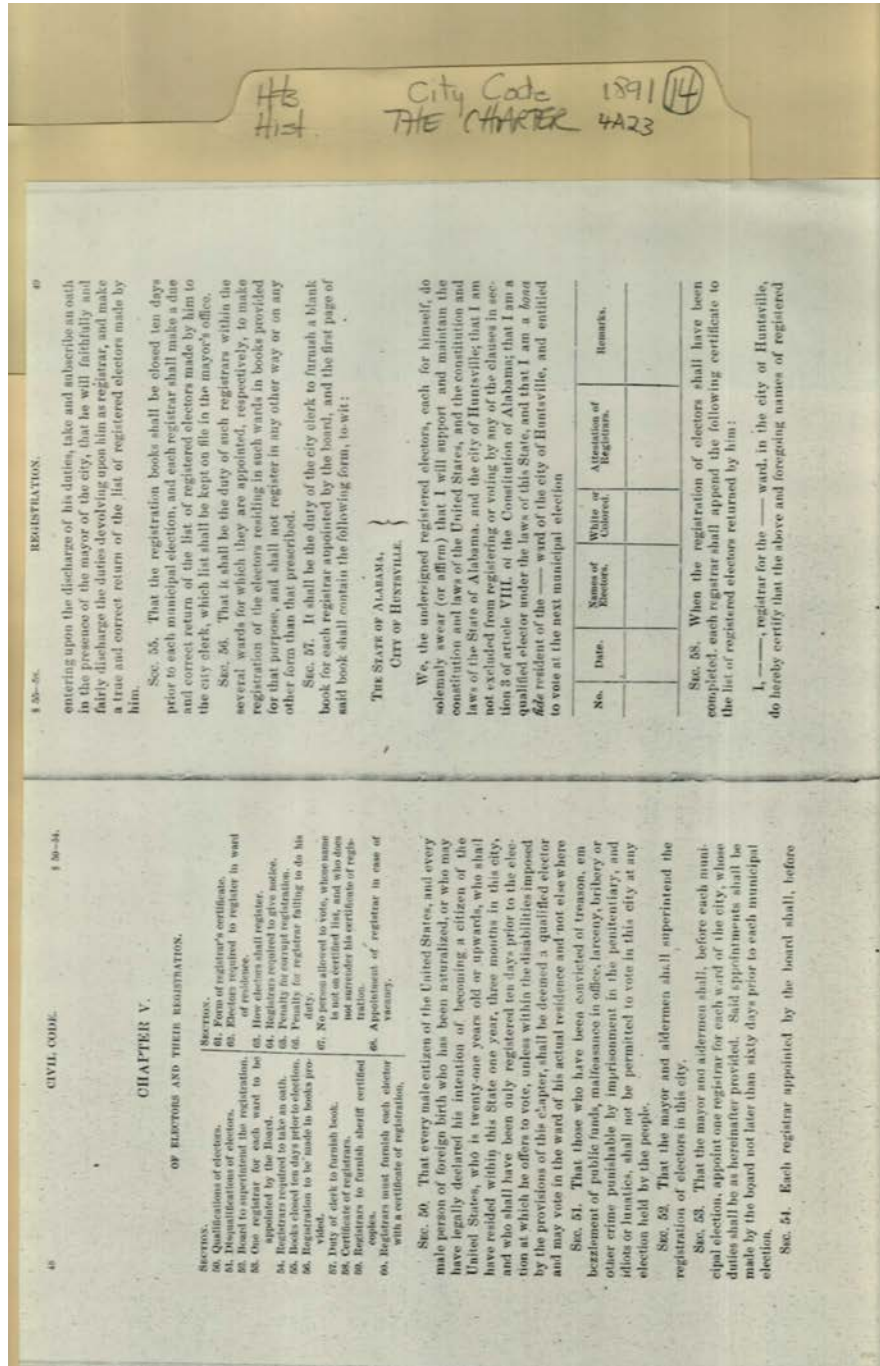 HB City Code 1891 14
Hist THE CHARTER 4A23
48 CIVIL CODE. § 50-54.
CHAPTER V.
OF ELECTORS AND THEIR REGISTRATION.
SECTION.
50. Qualifications of electors.
51. Disqualifications of electors.
52. Board to superintend the registration.
53. One registrar for each ward to be
appointed by the Board.
54. Registrars required to take an oath.
55. Books closed ten days prior to election.
56. Registration to be made in books pro-
vided.
57. Duty of clerk to furnish book.
58. Certificate of registrars.
59. Registrars to furnish sheriff certified
copies.
60. Registrars must furnish each elector
with a certificate of registration.
SECTION.
61. Form of registrar's certificate.
62. Electors required to register in ward
of residence.
63. How electors shall register.
64. Registrars required to give notice.
65. Penalty for corrupt registration.
66. Penalty for registrar failing to do his
duty.
67. No person allowed to vote, whose name
is not on certified list, and who does
not surrender his certificate of regis-
tration.
68. Appointment of registrar in case of
vacancy.
SEC. 50. That every male citizen of the United States, and every
male person of foreign birth who has been naturalized, or who may
have legally declared his intention of becoming a citizen of the
United States, who is twenty-one years old or upwards, who shall
have resided within this State one year, three months in this city,
and who shall have been duly registered ten days prior to the elec-
tion at which he offers to vote, unless within the disabilities imposed
by the provisions of this chapter, shall be deemed a qualified elector
and may vote in the ward of his actual residence and not elsewhere
SEC. 51. That those who have been convicted of treason, em
bezzlement of public funds, malfeasance in office, larceny, bribery or
other crime punishable by imprisonment in the penitentiary, and
idiots or lunatics, shall not be permitted to vote in this city at any
election held by the people.
SEC. 52. That the mayor and aldermen shall superintend the
registration of electors in this city.
SEC. 53. That the mayor and aldermen shall, before each muni-
cipal election, appoint one registrar for each ward of the city, whose
duties shall be as hereinafter provided. Said appointments shall be
made by the board not later than sixty days prior to each municipal
election.
SEC. 54. Each registrar appointed by the board shall, before
§ 55-58. REGISTRATION. 49
entering upon the discharge of his duties, take and subscribe an oath
in the presence of the mayor of the city, that he will faithfully and
fairly discharge the duties devolving upon him as registrar, and make
a true and correct return of the list of registered electors made by
him.
SEC. 55. That the registration books shall be closed ten days
prior to each municipal election, and each registrar shall make a due
and correct return of the list of registered electors made by him to
the city clerk, which list shall be kept on file in the mayor's office.
SEC. 56. That is shall be the duty of such registrars within the
several wards for which they are appointed, respectively, to make
registration of the electors residing in such wards in books provided
for that purpose, and shall not register in any other way or on any
other form than that prescribed.
SEC. 57. It shall be the duty of the city clerk to furnish a blank
book for each registrar appointed by the board, and the first page of
said book shall contain the following form, to-wit:
THE STATE OF ALABAMA, }
CITY OF HUNTSVILLE. }
We, the undersigned registered electors, each for himself, do
solemnly swear (or affirm) that I will support and maintain the
constitution and laws of the United States, and the constitution and
laws of the State of Alabama, and the city of Huntsville; that I am
not excluded from registering or voting by any of the clauses in sec-
tion 3 of article VIII. of the Constitution of Alabama; that I am a
qualified elector under the laws of this State, and that I am a bona
fide resident of the —— ward of the city of Huntsville, and entitled
to vote at the next municipal election
No. Date. Names of Electors. White or Colored. Attestation of Registrars. Remarks.
SEC. 58. When the registration of electors shall have been
completed, each registrar shall append the following certificate to
the list of registered electors returned by him:
I, ——, registrar for the —— ward, in the city of Huntsville,
do hereby certify that the above and foregoing names of registered